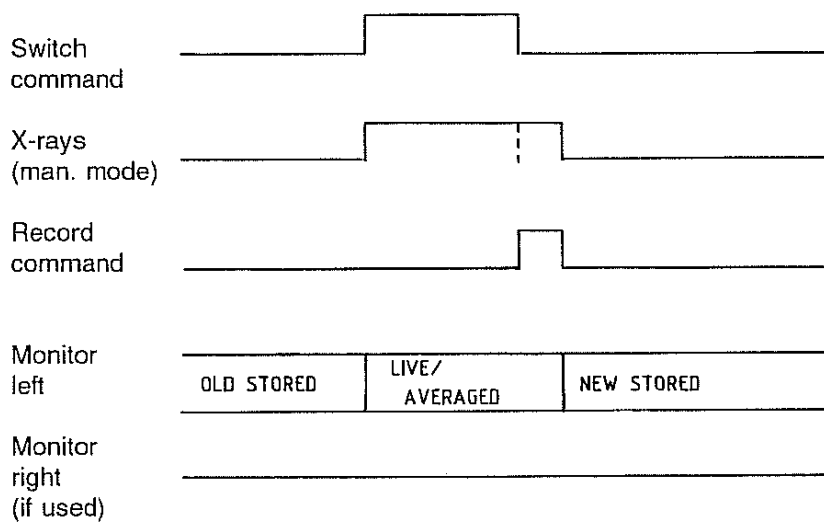 Switch
command
X-rays
(man. mode)
Record
command
Monitor
left
OLD STORED
LIVE/
AVERAGED
NEW STORED
Monitor
right
(if used)